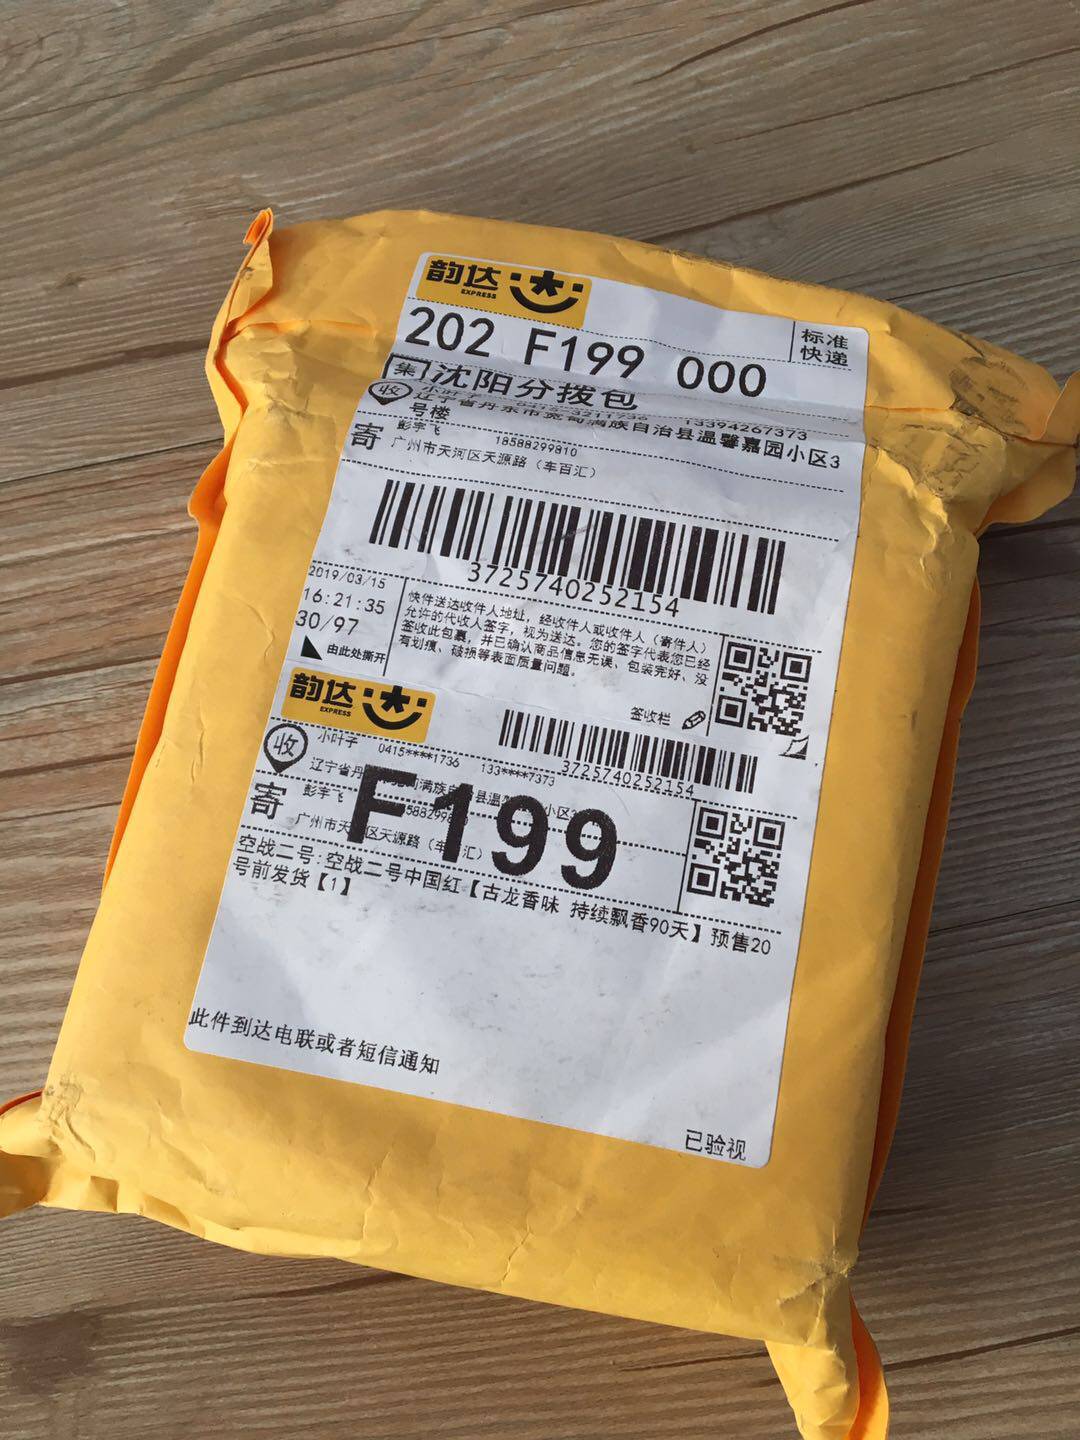 韵达
EXPRESS
202 F199 000
标准
快递
集 沈阳分拨包
收 小叶子 13394267373
辽宁省丹东市宽甸满族自治县温馨嘉园小区3
号楼
寄 彭宇飞 18588299810
广州市天河区天源路（车百汇）
3725740252154
2019/03/15
16:21:35
30/97
由此处撕开
快件送达收件人地址，经收件人或收件人（寄件人）
允许的代收人签字，视为送达。您的签字代表您已经
签收此包裹，并已确认商品信息无误、包装完好、没
有划痕、破损等表面质量问题。
签收栏
韵达
EXPRESS
3725740252154
收 小叶子 0415****1736 133****7373
辽宁省丹 满族自 县温 小区3
寄 彭宇飞 588299
广州市天 区天源路（车 汇）
F199
空战二号:空战二号中国红【古龙香味 持续飘香90天】预售20
号前发货【1】
此件到达电联或者短信通知
已验视